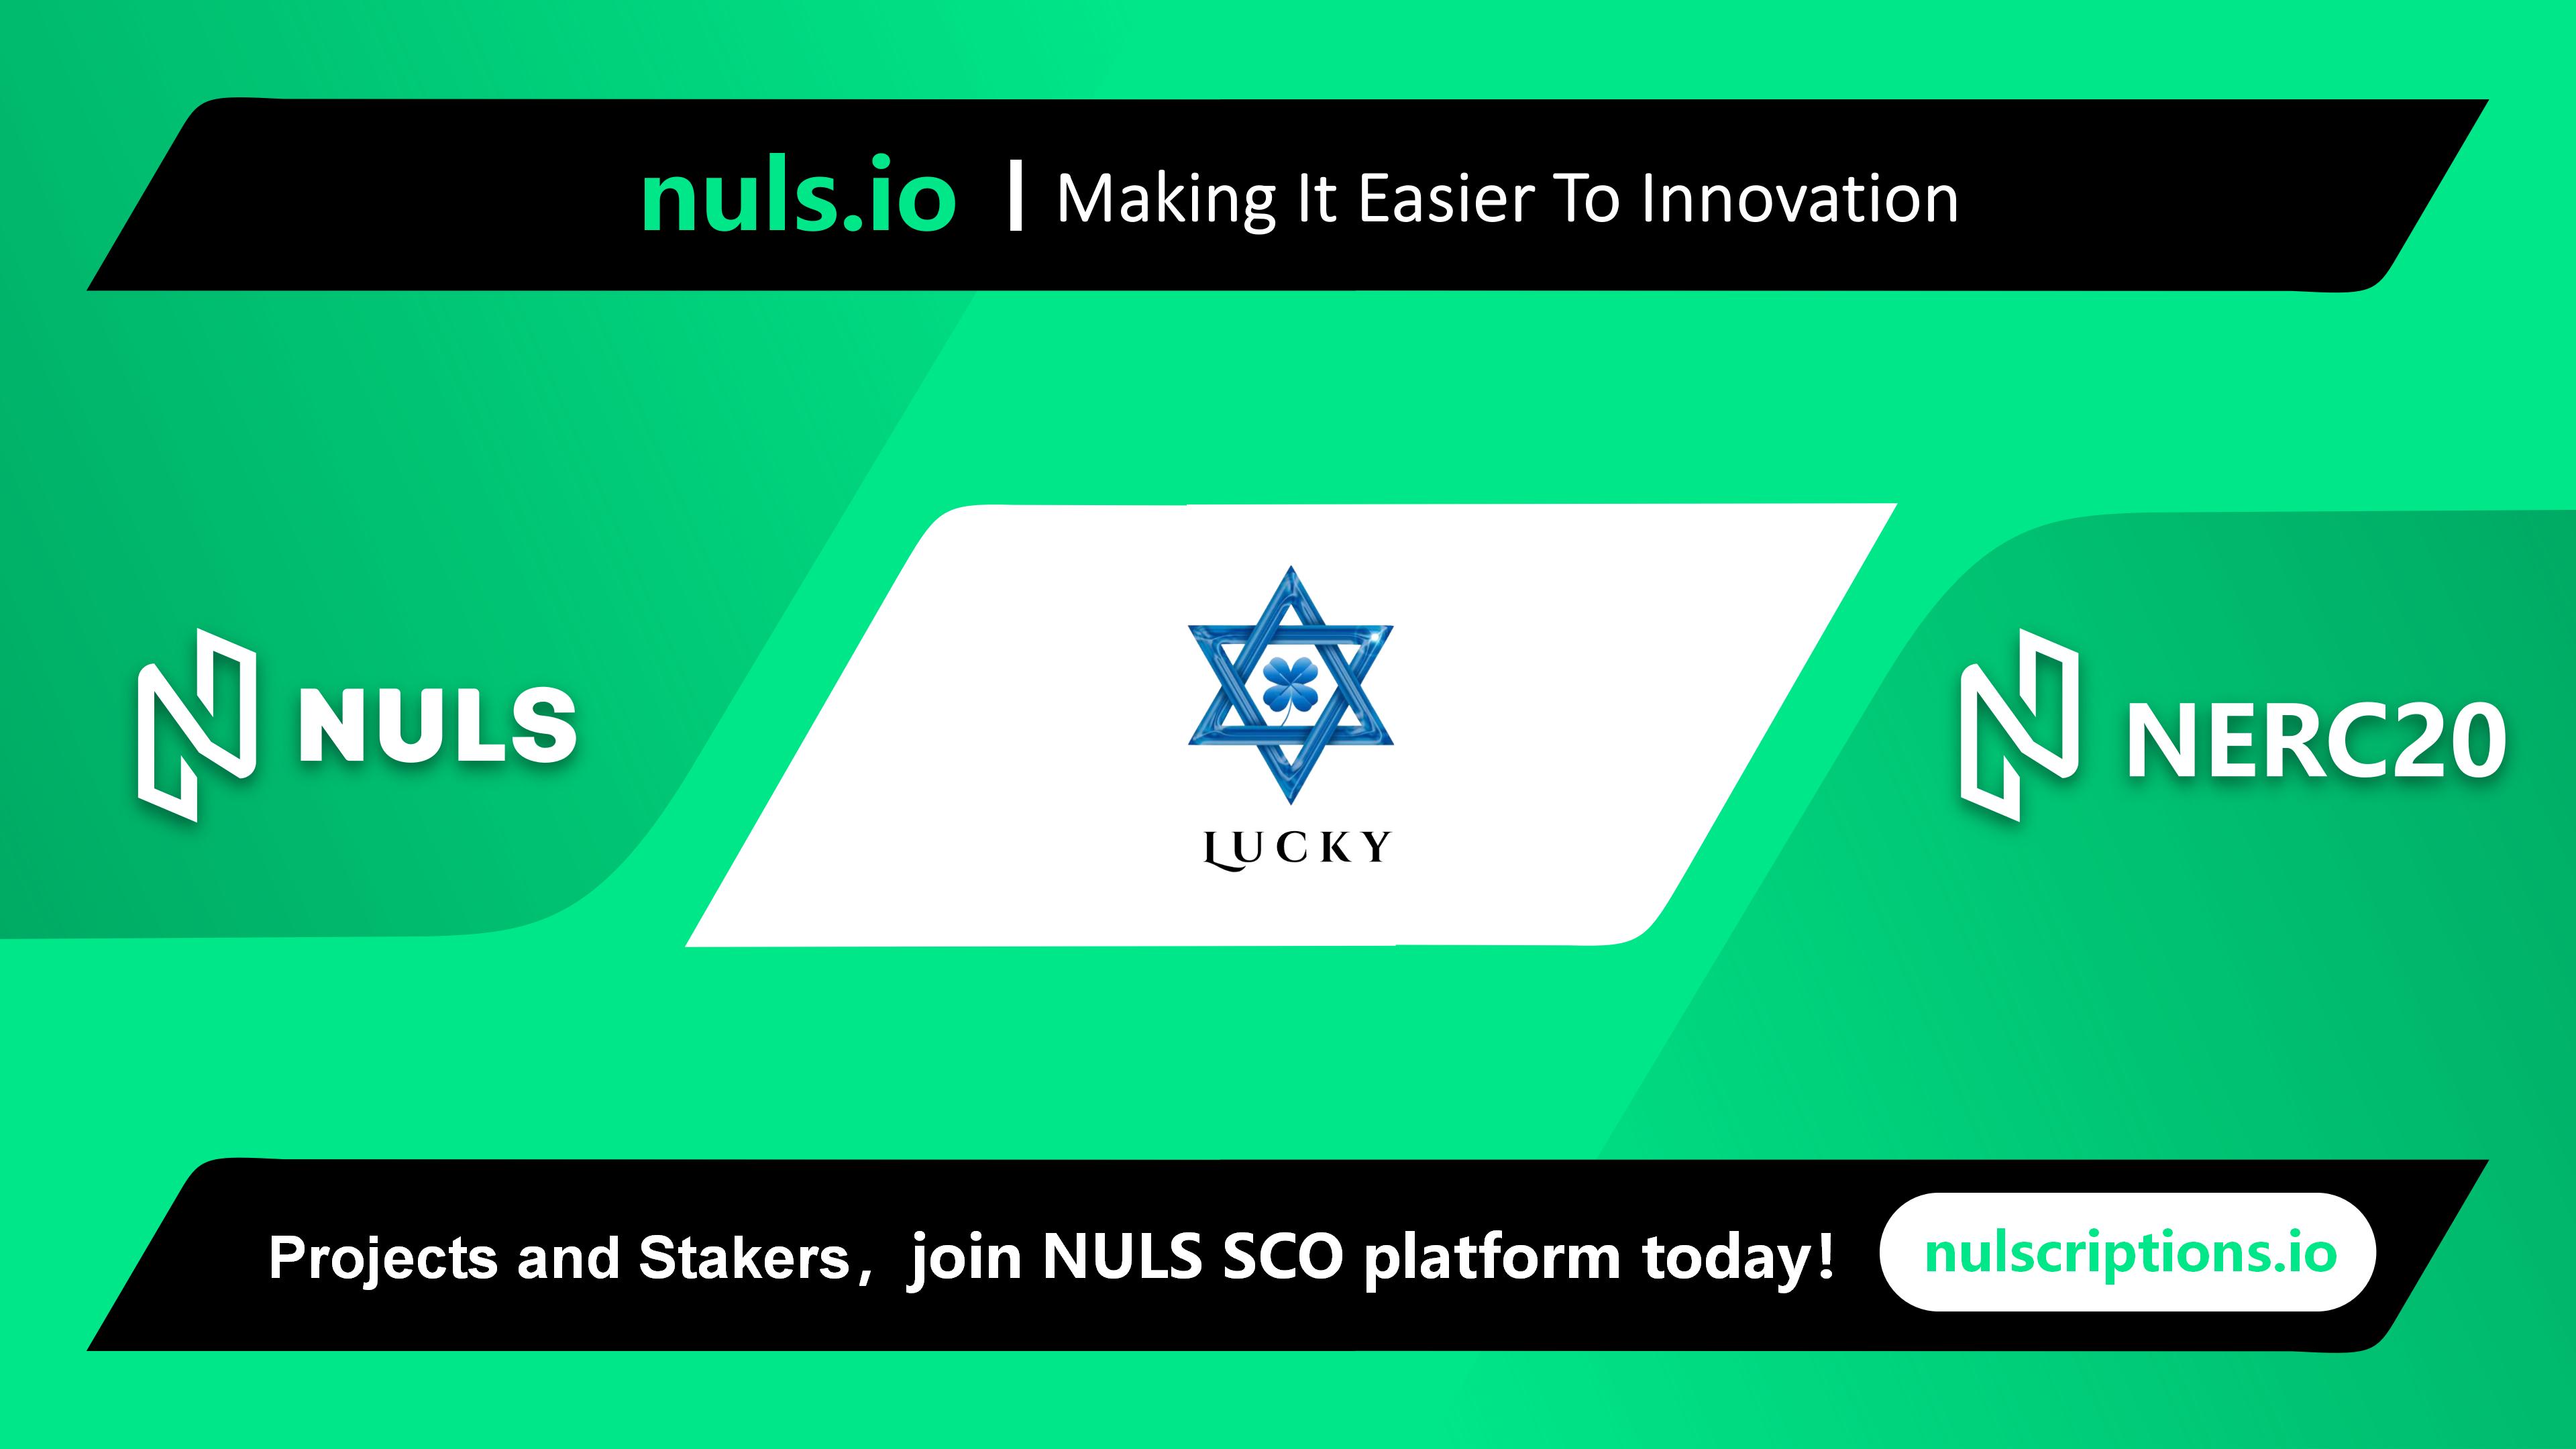 nuls.io | Making It Easier To Innovation
NULS
LUCKY
NERC20
Projects and Stakers, join NULS SCO platform today!
nulscriptions.io